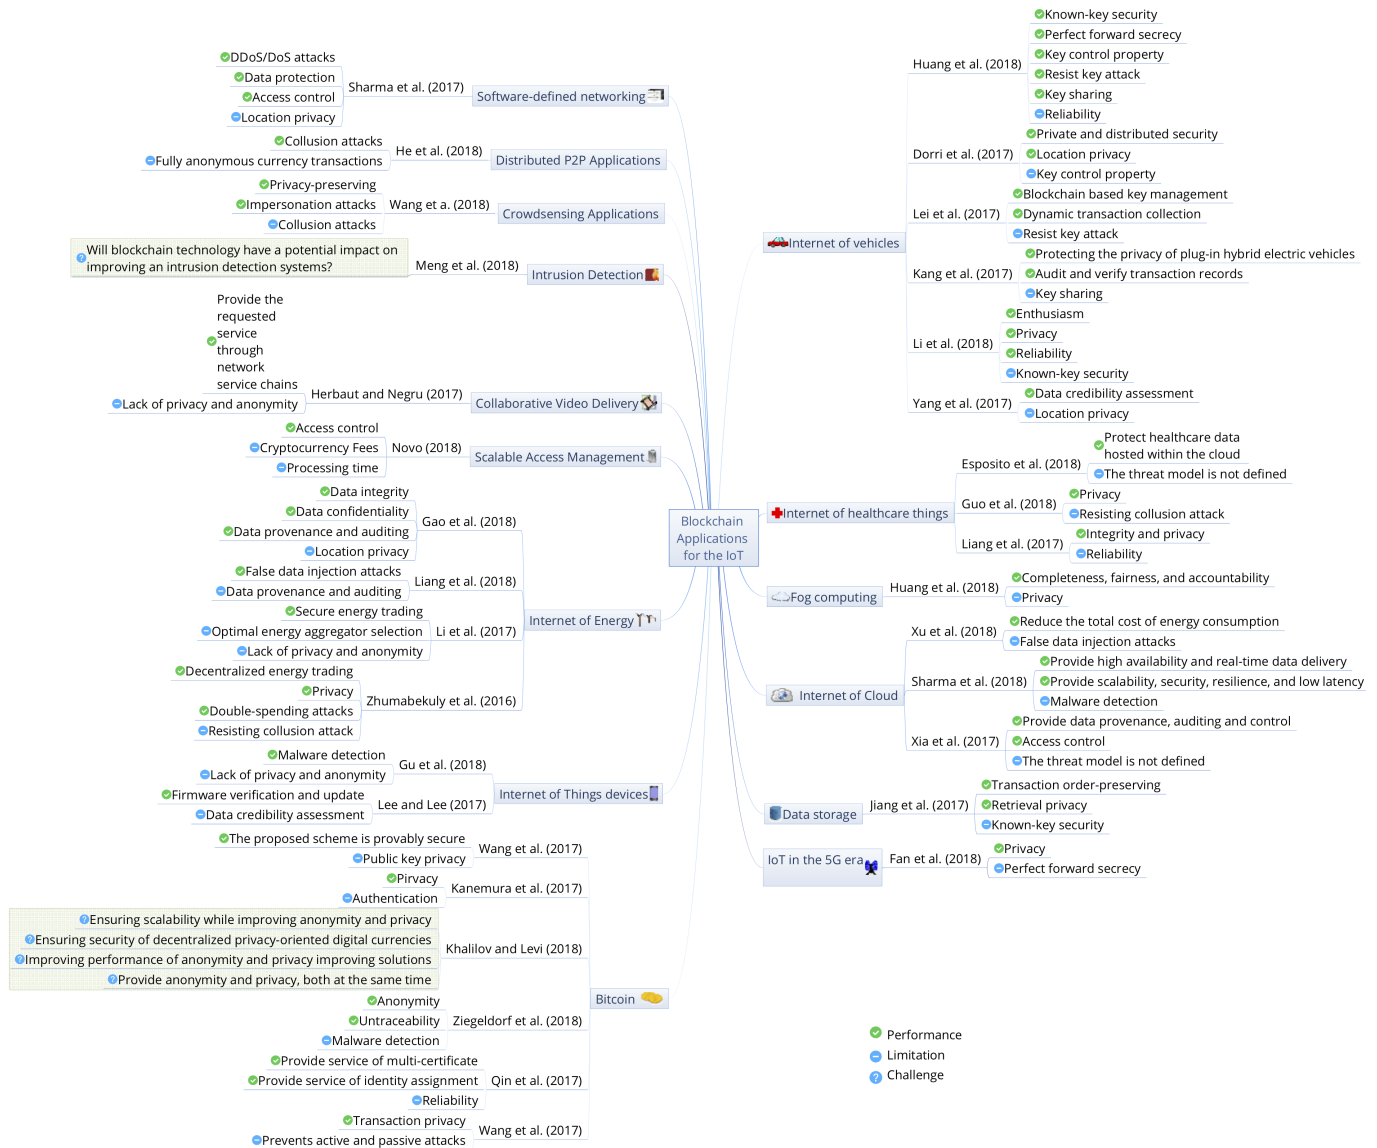 Blockchain
Applications
for the IoT
Software-defined networking
Sharma et al. (2017)
DDoS/DoS attacks
Data protection
Access control
Location privacy
Distributed P2P Applications
He et al. (2018)
Collusion attacks
Fully anonymous currency transactions
Crowdsensing Applications
Wang et a. (2018)
Privacy-preserving
Impersonation attacks
Collusion attacks
Intrusion Detection
Meng et al. (2018)
Will blockchain technology have a potential impact on
improving an intrusion detection systems?
Collaborative Video Delivery
Herbaut and Negru (2017)
Provide the
requested
service
through
network
service chains
Lack of privacy and anonymity
Scalable Access Management
Novo (2018)
Access control
Cryptocurrency Fees
Processing time
Internet of Energy
Gao et al. (2018)
Data integrity
Data confidentiality
Data provenance and auditing
Location privacy
Liang et al. (2018)
False data injection attacks
Data provenance and auditing
Li et al. (2017)
Secure energy trading
Optimal energy aggregator selection
Lack of privacy and anonymity
Zhumabekuly et al. (2016)
Decentralized energy trading
Privacy
Double-spending attacks
Resisting collusion attack
Internet of Things devices
Gu et al. (2018)
Malware detection
Lack of privacy and anonymity
Lee and Lee (2017)
Firmware verification and update
Data credibility assessment
Bitcoin
Wang et al. (2017)
The proposed scheme is provably secure
Public key privacy
Kanemura et al. (2017)
Pirvacy
Authentication
Khalilov and Levi (2018)
Ensuring scalability while improving anonymity and privacy
Ensuring security of decentralized privacy-oriented digital currencies
Improving performance of anonymity and privacy improving solutions
Provide anonymity and privacy, both at the same time
Ziegeldorf et al. (2018)
Anonymity
Untraceability
Malware detection
Qin et al. (2017)
Provide service of multi-certificate
Provide service of identity assignment
Reliability
Wang et al. (2017)
Transaction privacy
Prevents active and passive attacks
Internet of vehicles
Huang et al. (2018)
Known-key security
Perfect forward secrecy
Key control property
Resist key attack
Key sharing
Reliability
Dorri et al. (2017)
Private and distributed security
Location privacy
Key control property
Lei et al. (2017)
Blockchain based key management
Dynamic transaction collection
Resist key attack
Kang et al. (2017)
Protecting the privacy of plug-in hybrid electric vehicles
Audit and verify transaction records
Key sharing
Li et al. (2018)
Enthusiasm
Privacy
Reliability
Known-key security
Yang et al. (2017)
Data credibility assessment
Location privacy
Internet of healthcare things
Esposito et al. (2018)
Protect healthcare data
hosted within the cloud
The threat model is not defined
Guo et al. (2018)
Privacy
Resisting collusion attack
Liang et al. (2017)
Integrity and privacy
Reliability
Fog computing
Huang et al. (2018)
Completeness, fairness, and accountability
Privacy
Internet of Cloud
Xu et al. (2018)
Reduce the total cost of energy consumption
False data injection attacks
Sharma et al. (2018)
Provide high availability and real-time data delivery
Provide scalability, security, resilience, and low latency
Malware detection
Xia et al. (2017)
Provide data provenance, auditing and control
Access control
The threat model is not defined
Data storage
Jiang et al. (2017)
Transaction order-preserving
Retrieval privacy
Known-key security
IoT in the 5G era
Fan et al. (2018)
Privacy
Perfect forward secrecy
Performance
Limitation
Challenge